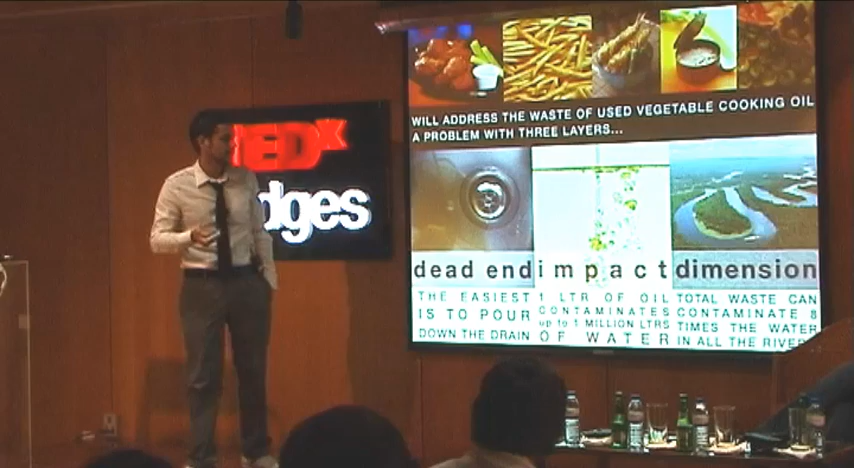 TEDx
dges
WILL ADDRESS THE WASTE OF USED VEGETABLE COOKING OIL
A PROBLEM WITH THREE LAYERS...
dead end
THE EASIEST
IS TO POUR
DOWN THE DRAIN
impact
1 LTR OF OIL
CONTAMINATES
up to 1 MILLION LTRS
OF WATER
dimension
TOTAL WASTE CAN
CONTAMINATE 8
TIMES THE WATER
IN ALL THE RIVER